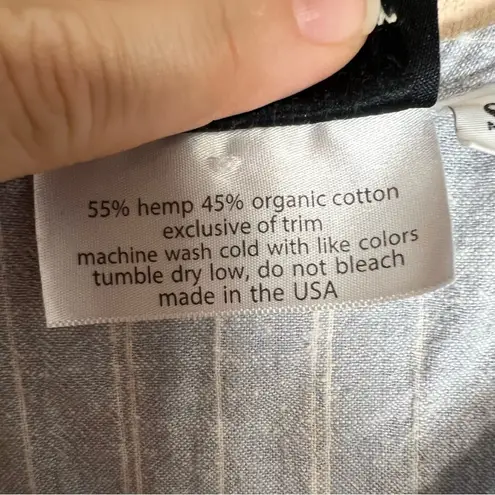 55% hemp 45% organic cotton
exclusive of trim
machine wash cold with like colors
tumble dry low, do not bleach
made in the USA